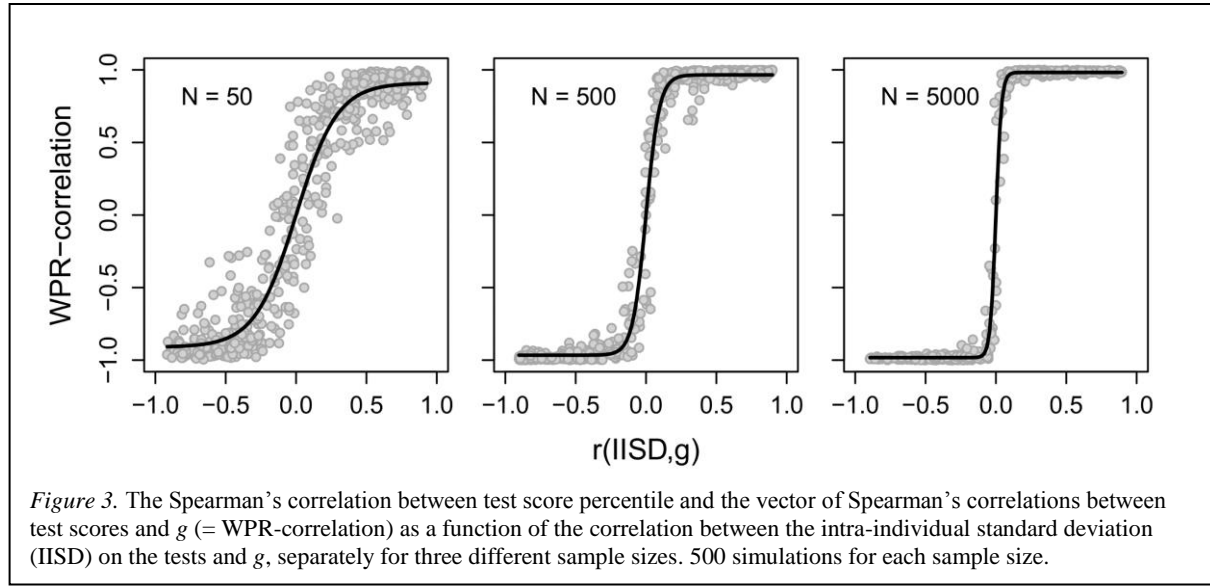 N = 50
N = 500
N = 5000
WPR−correlation
1.0
0.5
0.0
−0.5
−1.0
−1.0 −0.5 0.0 0.5 1.0
−1.0 −0.5 0.0 0.5 1.0
−1.0 −0.5 0.0 0.5 1.0
r(IISD,g)
Figure 3. The Spearman’s correlation between test score percentile and the vector of Spearman’s correlations between
test scores and g (= WPR-correlation) as a function of the correlation between the intra-individual standard deviation
(IISD) on the tests and g, separately for three different sample sizes. 500 simulations for each sample size.